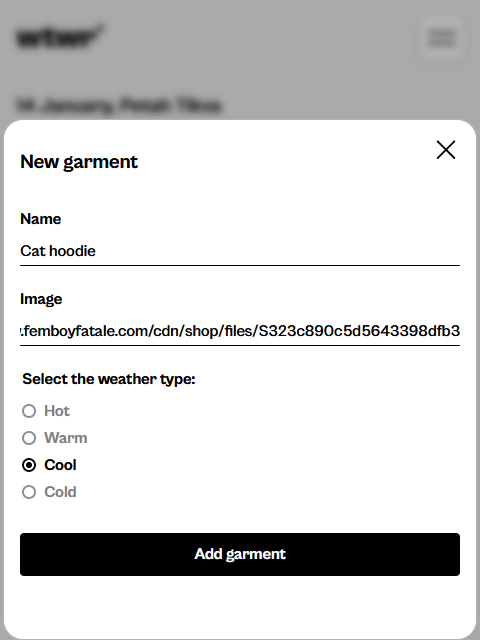 wtwr°
14 January, Petah Tikva
New garment
Name
Cat hoodie
Image
.femboyfatale.com/cdn/shop/files/S323c890c5d5643398dfb3
Select the weather type:
Hot
Warm
Cool
Cold
Add garment